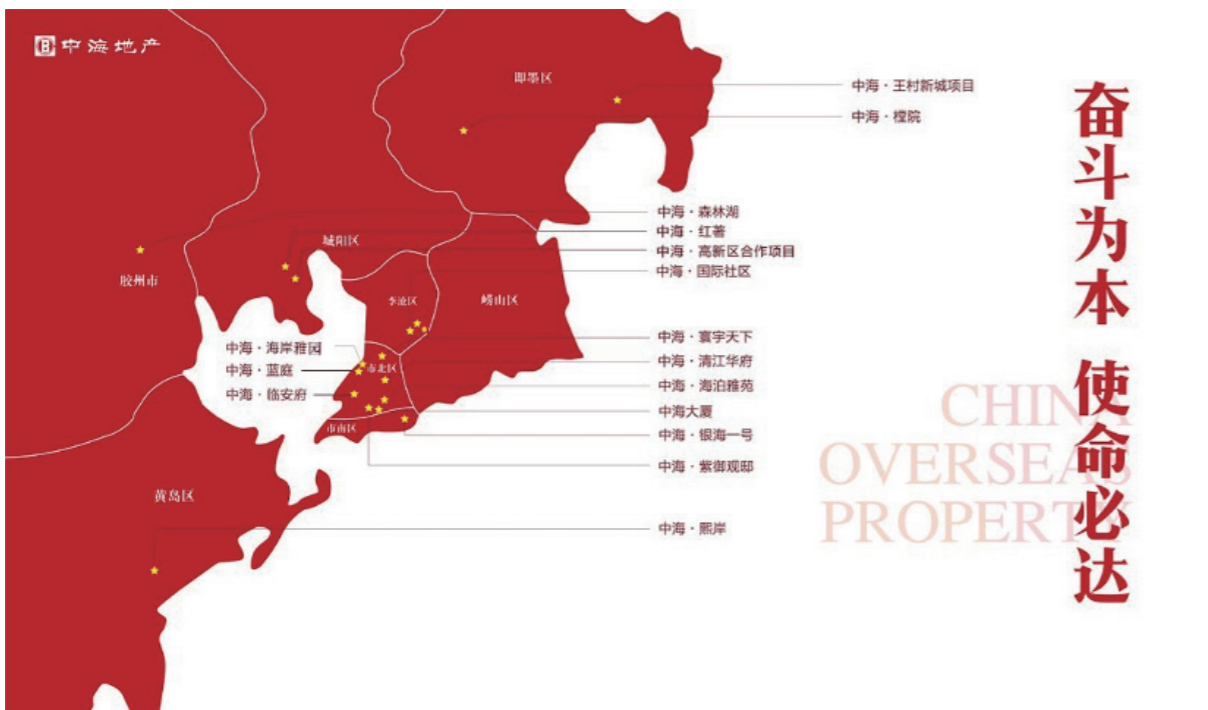 中海地产
即墨区
中海·王村新城项目
中海·樘院
中海·森林湖
中海·红著
城阳区
中海·高新区合作项目
中海·国际社区
胶州市
李沧区
崂山区
中海·寰宇天下
中海·海岸雅园
中海·清江华府
中海·蓝庭
市北区
中海·海泊雅苑
中海·临安府
中海大厦
市南区
中海·银海一号
中海·紫御观邸
黄岛区
中海·熙岸
奋斗为本 使命必达
CHINA
OVERSEAS
PROPERTY